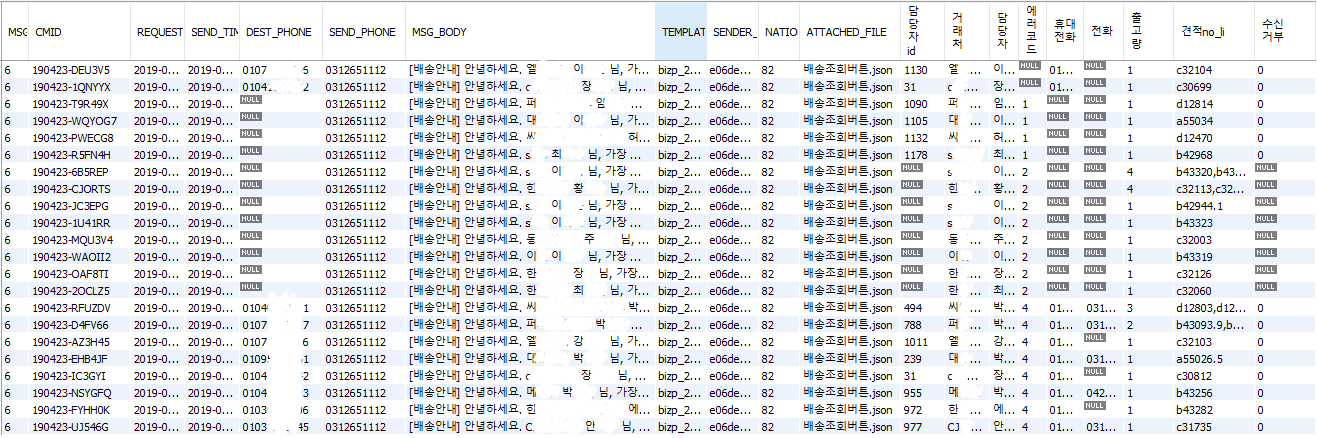 MSG CMID REQUEST SEND_TIM DEST_PHONE SEND_PHONE MSG_BODY TEMPLAT SENDER_ NATIO ATTACHED_FILE 담당자id 거래처 담당자 에러코드 휴대전화 전화 출고량 견적no_li 수신거부
6 190423-DEU3V5 2019-0... 2019-0... 0107 6 0312651112 [배송안내] 안녕하세요, 엘 이 님, 가... bizp_2... e06de... 82 배송조회버튼.json 1130 엘... 이... NULL 01... NULL 1 c32104 0
6 190423-1QNYYX 2019-0... 2019-0... 0104 2 0312651112 [배송안내] 안녕하세요, c 장 님, ... bizp_2... e06de... 82 배송조회버튼.json 31 c ... 장... NULL 01... NULL 1 c30699 0
6 190423-T9R49X 2019-0... 2019-0... NULL 0312651112 [배송안내] 안녕하세요, 퍼 임 ... bizp_2... e06de... 82 배송조회버튼.json 1090 퍼... 임... 1 NULL NULL 1 d12814 0
6 190423-WQYOG7 2019-0... 2019-0... NULL 0312651112 [배송안내] 안녕하세요, 대 이 님, ... bizp_2... e06de... 82 배송조회버튼.json 1105 대 ... 이... 1 NULL NULL 1 a55034 0
6 190423-PWECG8 2019-0... 2019-0... NULL 0312651112 [배송안내] 안녕하세요, 씨 허... bizp_2... e06de... 82 배송조회버튼.json 1132 씨... 허... 1 NULL NULL 1 d12470 0
6 190423-R5FN4H 2019-0... 2019-0... NULL 0312651112 [배송안내] 안녕하세요, s 최 님, 가장 ... bizp_2... e06de... 82 배송조회버튼.json 1178 s 최... 1 NULL NULL 1 b42968 0
6 190423-6B5REP 2019-0... 2019-0... NULL 0312651112 [배송안내] 안녕하세요, s 이 님, 가... bizp_2... e06de... 82 배송조회버튼.json NULL s 이... 2 NULL NULL 4 b43320,b43... NULL
6 190423-CJORTS 2019-0... 2019-0... NULL 0312651112 [배송안내] 안녕하세요, 한 황 님, 가... bizp_2... e06de... 82 배송조회버튼.json NULL 한 ... 황... 2 NULL NULL 4 c32113,c32... NULL
6 190423-JC3EPG 2019-0... 2019-0... NULL 0312651112 [배송안내] 안녕하세요, s 이 님, 가장 ... bizp_2... e06de... 82 배송조회버튼.json NULL s 이... 2 NULL NULL 1 b42944.1 NULL
6 190423-1U41RR 2019-0... 2019-0... NULL 0312651112 [배송안내] 안녕하세요, s 이 님, 가장 ... bizp_2... e06de... 82 배송조회버튼.json NULL s 이... 2 NULL NULL 1 b43323 NULL
6 190423-MQU3V4 2019-0... 2019-0... NULL 0312651112 [배송안내] 안녕하세요, 동 주 님, ... bizp_2... e06de... 82 배송조회버튼.json NULL 동... 주... 2 NULL NULL 1 c32003 NULL
6 190423-WAOII2 2019-0... 2019-0... NULL 0312651112 [배송안내] 안녕하세요, 이 이 님, 가... bizp_2... e06de... 82 배송조회버튼.json NULL 이... 이... 2 NULL NULL 1 b43319 NULL
6 190423-OAF8TI 2019-0... 2019-0... NULL 0312651112 [배송안내] 안녕하세요, 한 장 님, 가장... bizp_2... e06de... 82 배송조회버튼.json NULL 한... 장... 2 NULL NULL 1 c32126 NULL
6 190423-2OCLZ5 2019-0... 2019-0... NULL 0312651112 [배송안내] 안녕하세요, 한 최 님, ... bizp_2... e06de... 82 배송조회버튼.json NULL 한... 최... 2 NULL NULL 1 c32060 NULL
6 190423-RFUZDV 2019-0... 2019-0... 0104 1 0312651112 [배송안내] 안녕하세요, 씨 박... bizp_2... e06de... 82 배송조회버튼.json 494 씨... 박... 4 01... 031... 3 d12803,d12... 0
6 190423-D4FV66 2019-0... 2019-0... 0107 7 0312651112 [배송안내] 안녕하세요, 퍼 박 ... bizp_2... e06de... 82 배송조회버튼.json 788 퍼... 박... 4 01... 031... 2 b43093.9,b... 0
6 190423-AZ3H45 2019-0... 2019-0... 0107 6 0312651112 [배송안내] 안녕하세요, 엘 강 님, 가... bizp_2... e06de... 82 배송조회버튼.json 1011 엘... 강... 4 01... NULL 1 c32103 0
6 190423-EHB4JF 2019-0... 2019-0... 0109 1 0312651112 [배송안내] 안녕하세요, 대 박 님, 가... bizp_2... e06de... 82 배송조회버튼.json 239 대... 박... 4 01... 031... 1 a55026.5 0
6 190423-IC3GYI 2019-0... 2019-0... 0104 2 0312651112 [배송안내] 안녕하세요, c 장 님, ... bizp_2... e06de... 82 배송조회버튼.json 31 c ... 장... 4 01... NULL 1 c30812 0
6 190423-NSYGFQ 2019-0... 2019-0... 0104 3 0312651112 [배송안내] 안녕하세요, 메 박 님, 가장... bizp_2... e06de... 82 배송조회버튼.json 955 메 박... 4 01... 042... 1 b43256 0
6 190423-FYHH0K 2019-0... 2019-0... 0103 06 0312651112 [배송안내] 안녕하세요, 한 에... bizp_2... e06de... 82 배송조회버튼.json 972 한 ... 에... 4 01... NULL 1 b43282 0
6 190423-UJ546G 2019-0... 2019-0... 0103 45 0312651112 [배송안내] 안녕하세요, CJ 안 님, ... bizp_2... e06de... 82 배송조회버튼.json 977 CJ ... 안... 4 01... 031... 1 c31735 0